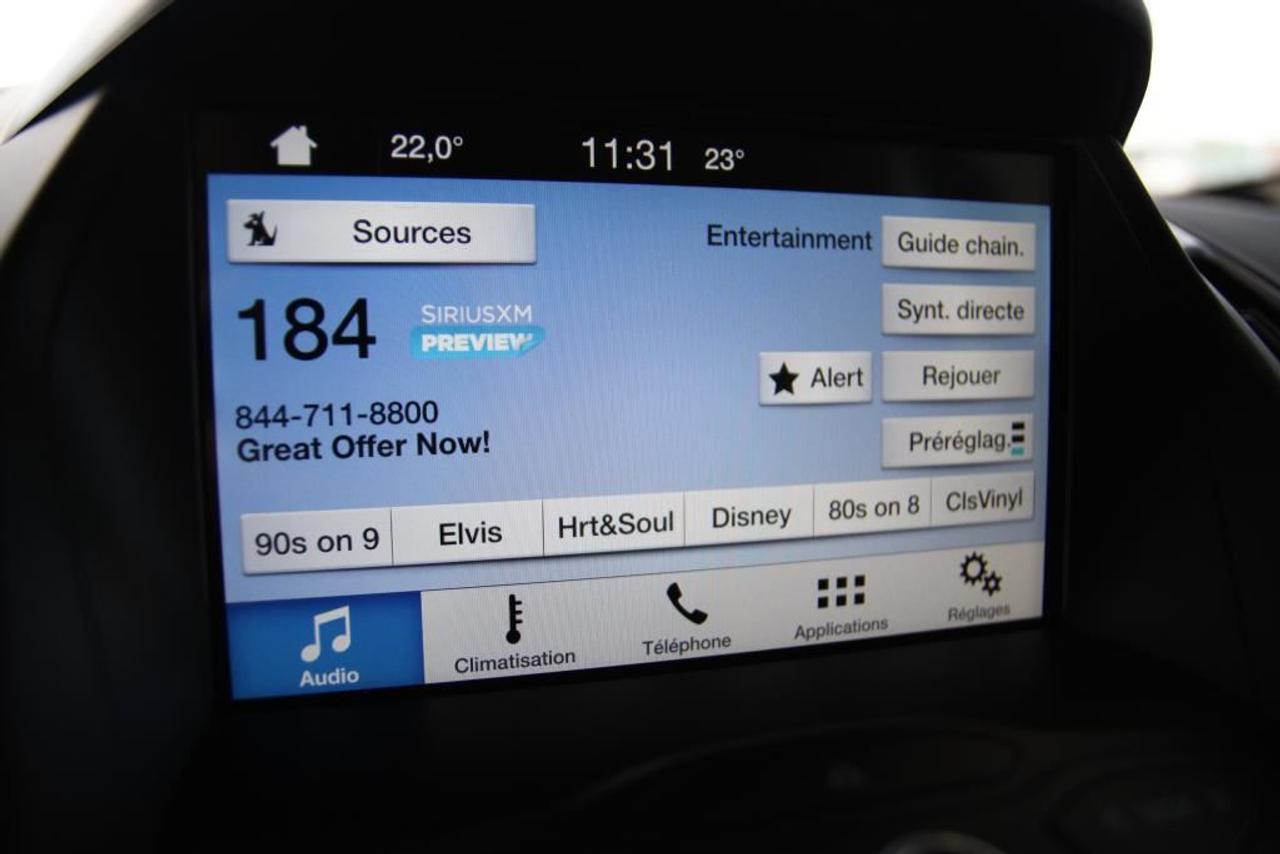 22,0° 11:31 23°
Sources
Entertainment
Guide chain.
184
SIRIUSXM
PREVIEW
Synt. directe
Alert
Rejouer
844-711-8800
Great Offer Now!
Préréglag.
90s on 9 Elvis Hrt&Soul Disney 80s on 8 ClsVinyl
Audio Climatisation Téléphone Applications Réglages